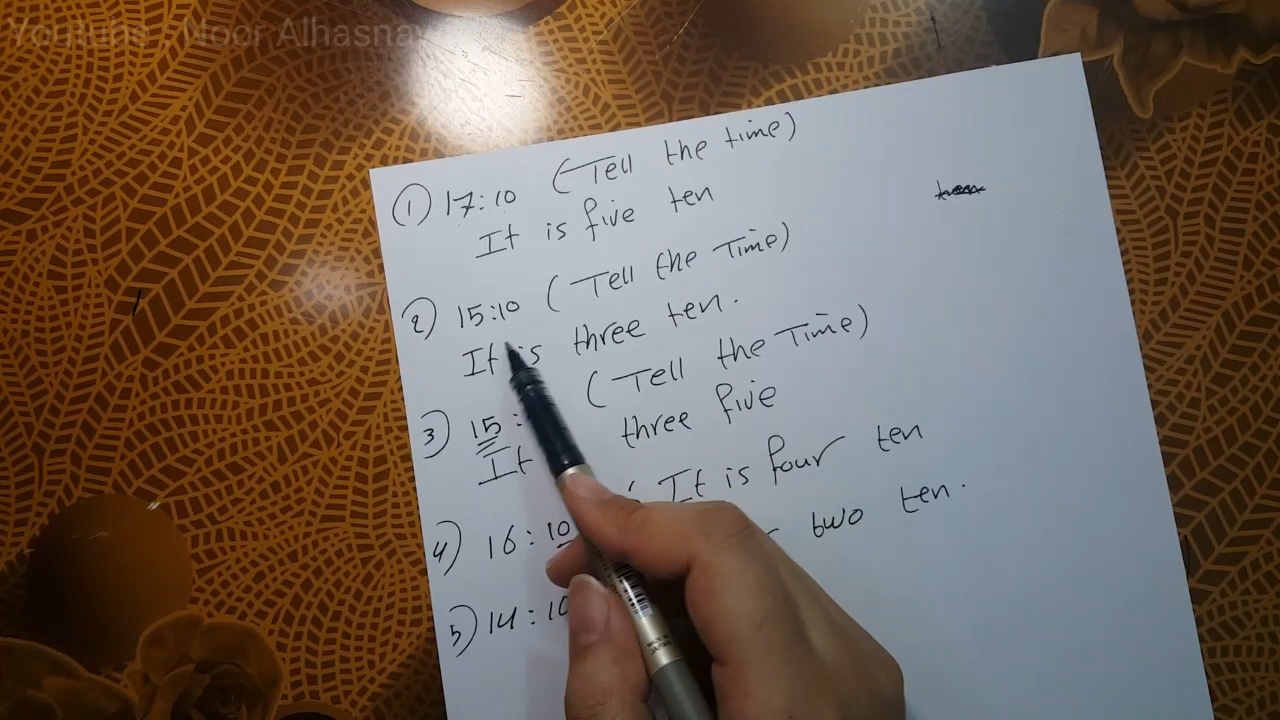 Youtube : Noor Alhasnaw
1) 17:10 (Tell the time)
It is five ten
2) 15:10 (Tell the Time)
It is three ten.
3) 15: (Tell the Time)
It three five
4) 16:10 It is four ten
5) 14:10 two ten.